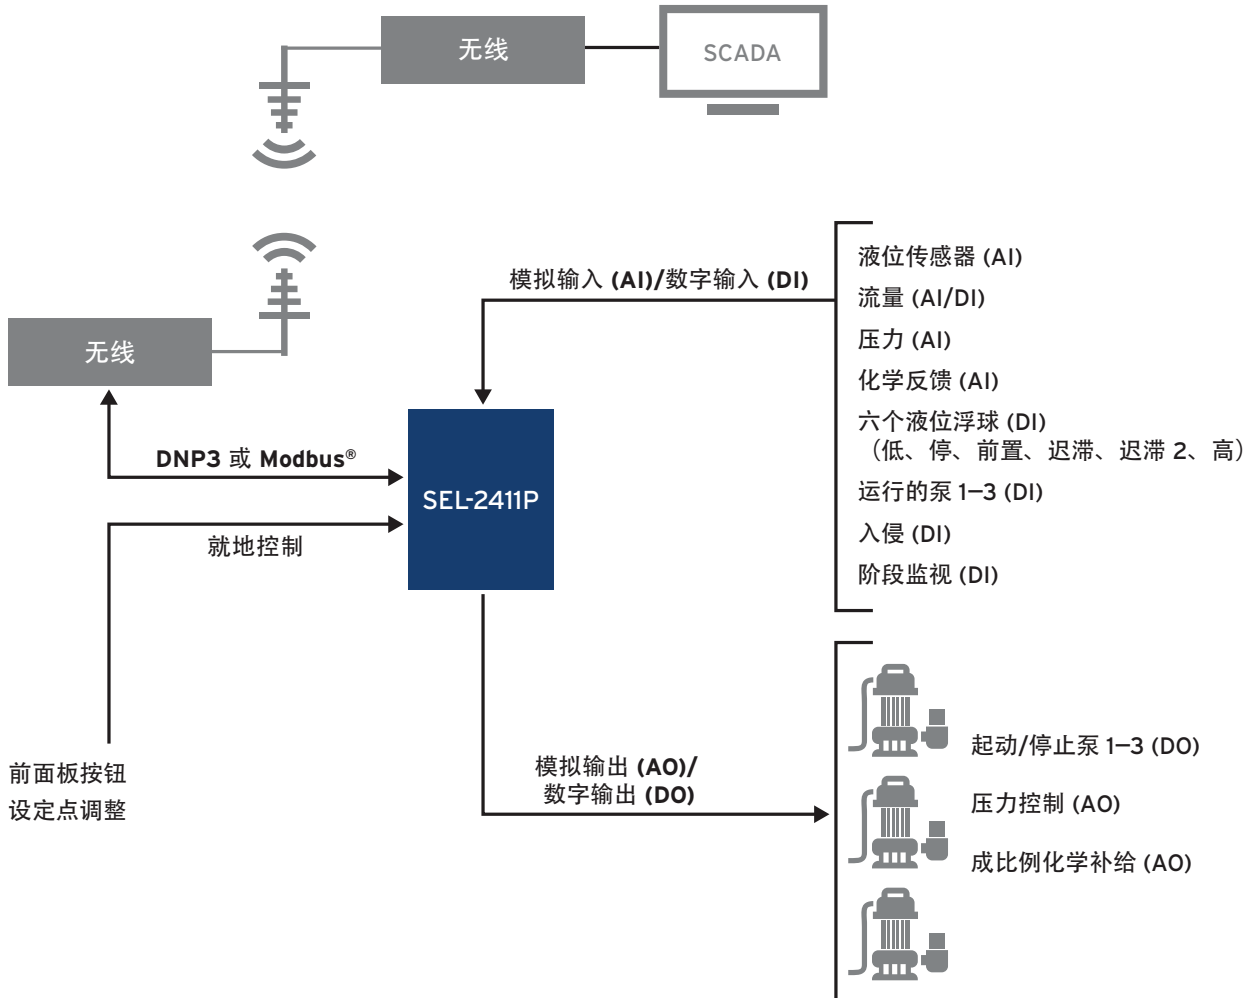 无线
SCADA
无线
模拟输入 (AI)/数字输入 (DI)
液位传感器 (AI)
流量 (AI/DI)
压力 (AI)
化学反馈 (AI)
六个液位浮球 (DI)
（低、停、前置、迟滞、迟滞 2、高）
运行的泵 1–3 (DI)
入侵 (DI)
阶段监视 (DI)
DNP3 或 Modbus®
SEL-2411P
就地控制
前面板按钮
设定点调整
模拟输出 (AO)/
数字输出 (DO)
起动/停止泵 1–3 (DO)
压力控制 (AO)
成比例化学补给 (AO)